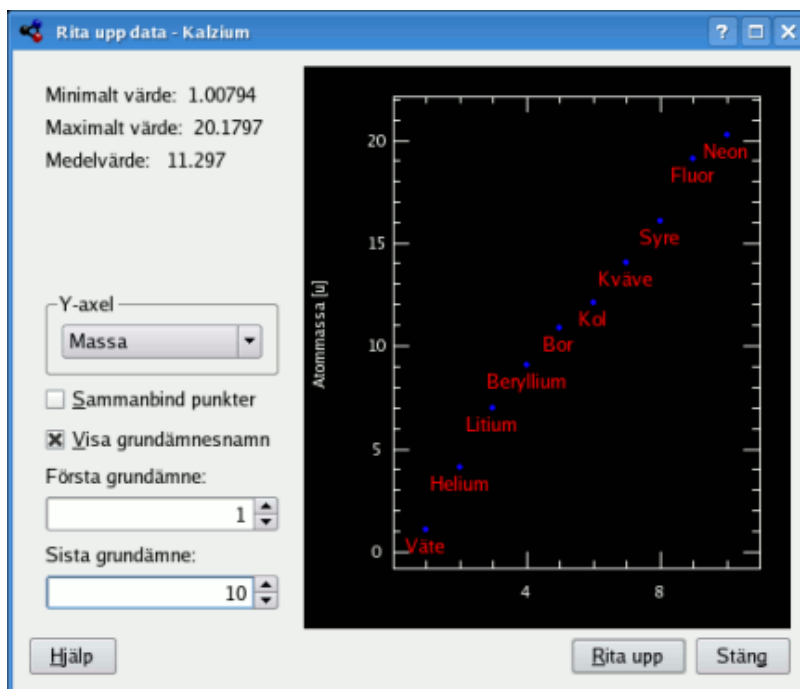 Rita upp data - Kalzium
Minimalt värde: 1.00794
Maximalt värde: 20.1797
Medelvärde: 11.297
Y-axel
Massa
Sammanbind punkter
Visa grundämnesnamn
Första grundämne:
1
Sista grundämne:
10
Atommassa [u]
20
15
10
5
0
4
8
Neon
Fluor
Syre
Kväve
Kol
Bor
Beryllium
Litium
Helium
Väte
Hjälp
Rita upp
Stäng